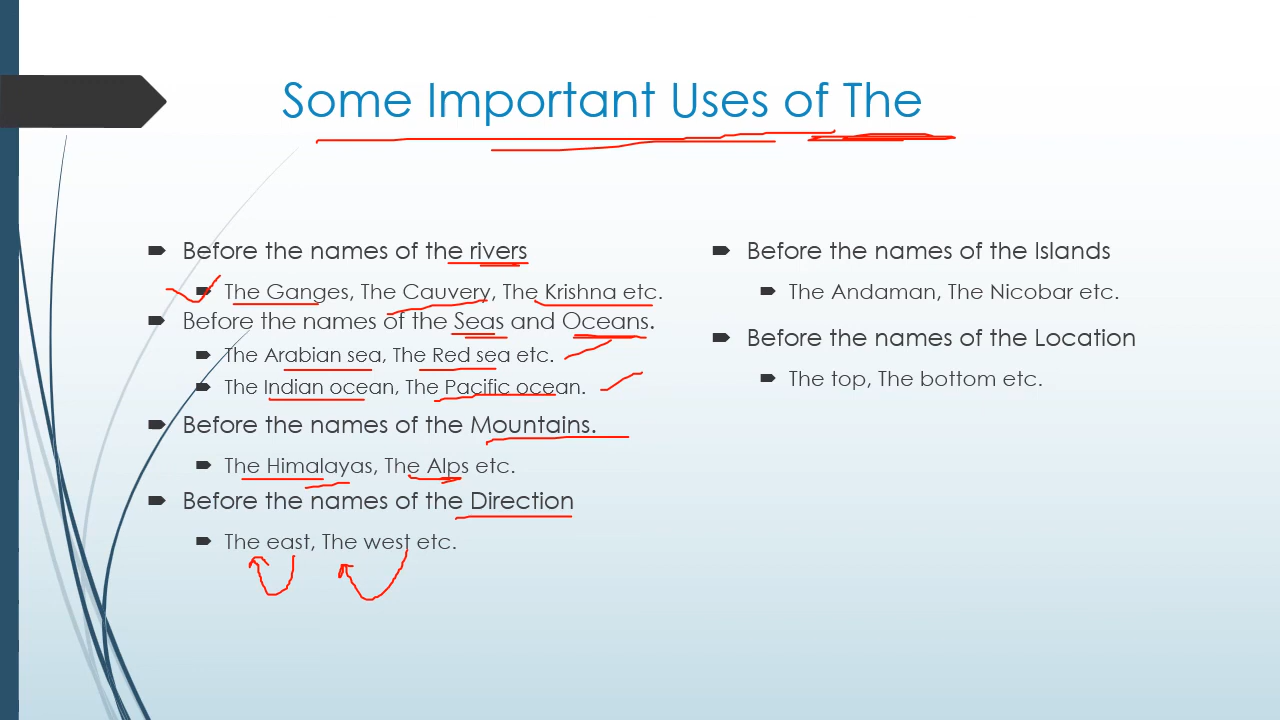 Some Important Uses of The
Before the names of the rivers
The Ganges, The Cauvery, The Krishna etc.
Before the names of the Seas and Oceans.
The Arabian sea, The Red sea etc.
The Indian ocean, The Pacific ocean.
Before the names of the Mountains.
The Himalayas, The Alps etc.
Before the names of the Direction
The east, The west etc.
Before the names of the Islands
The Andaman, The Nicobar etc.
Before the names of the Location
The top, The bottom etc.